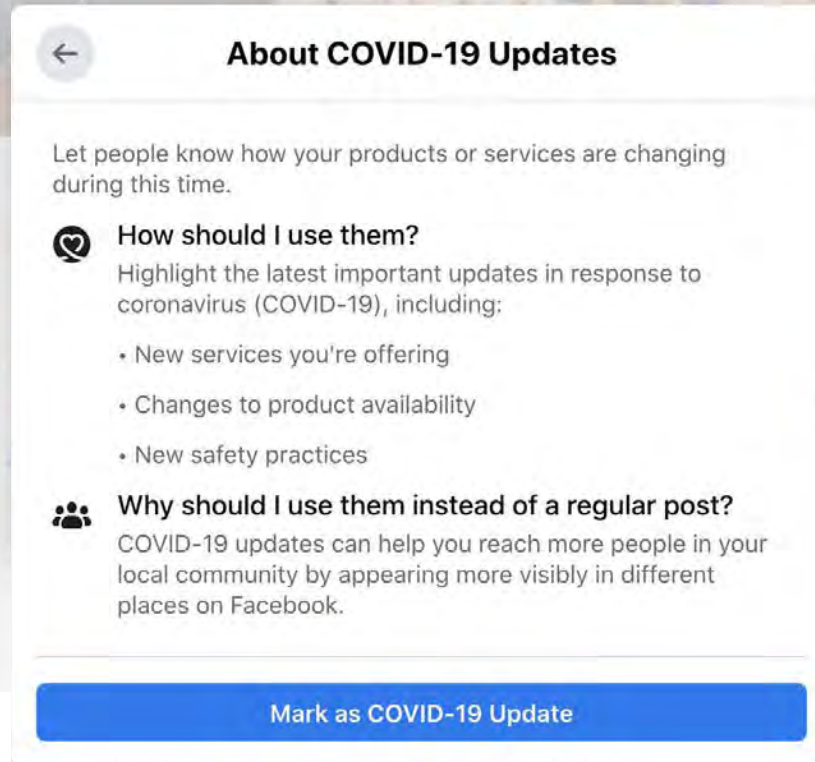 About COVID-19 Updates
Let people know how your products or services are changing
during this time.
How should I use them?
Highlight the latest important updates in response to
coronavirus (COVID-19), including:
• New services you're offering
• Changes to product availability
• New safety practices
Why should I use them instead of a regular post?
COVID-19 updates can help you reach more people in your
local community by appearing more visibly in different
places on Facebook.
Mark as COVID-19 Update